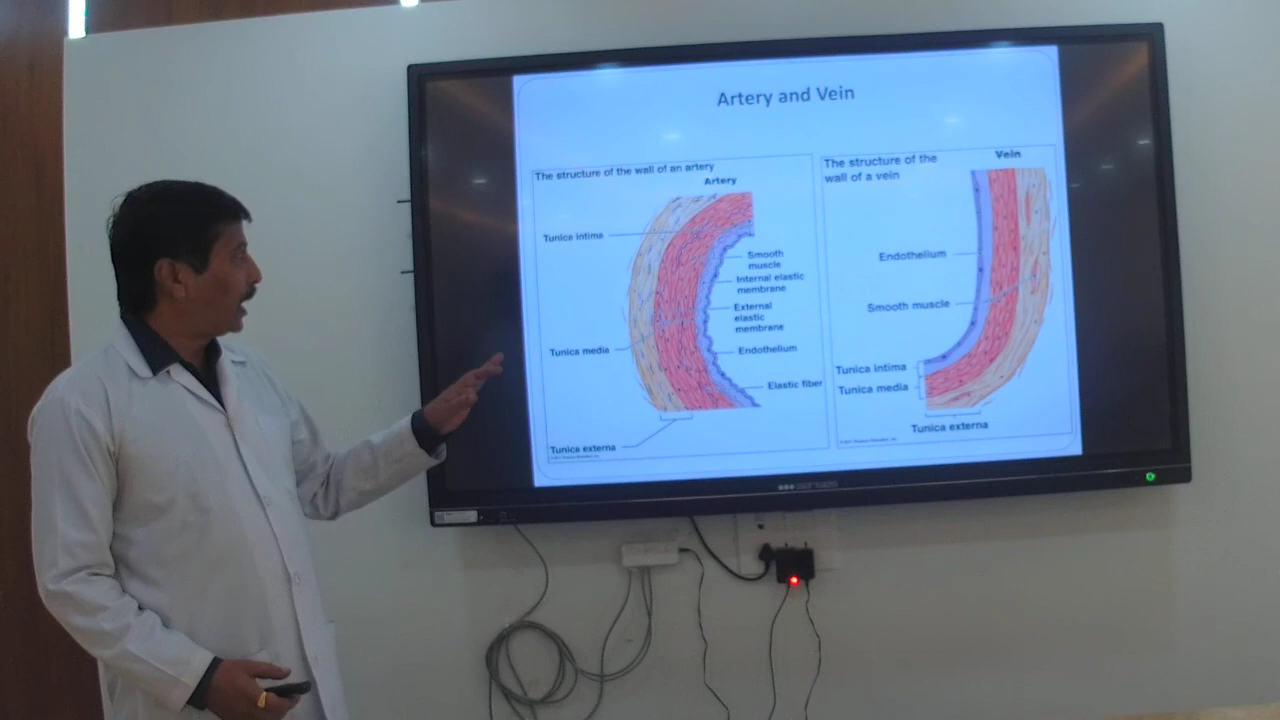 Artery and Vein
The structure of the wall of an artery
Artery
Tunica intima
Smooth
muscle
Internal elastic
membrane
External
elastic
membrane
Tunica media
Endothelium
Elastic fiber
Tunica externa
The structure of the
wall of a vein
Vein
Endothelium
Smooth muscle
Tunica intima
Tunica media
Tunica externa